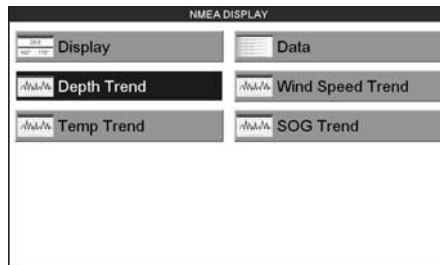 NMEA DISPLAY
Display
Data
Depth Trend
Wind Speed Trend
Temp Trend
SOG Trend